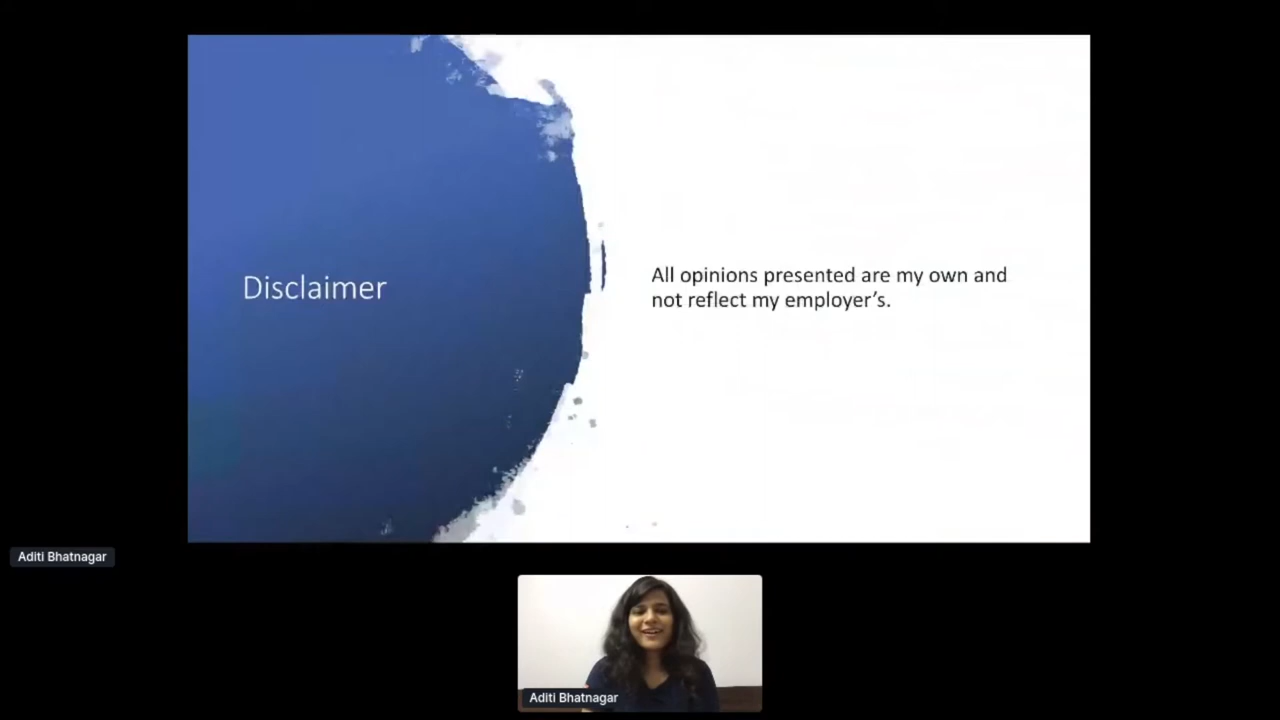 Disclaimer
All opinions presented are my own and
not reflect my employer’s.
Aditi Bhatnagar
Aditi Bhatnagar